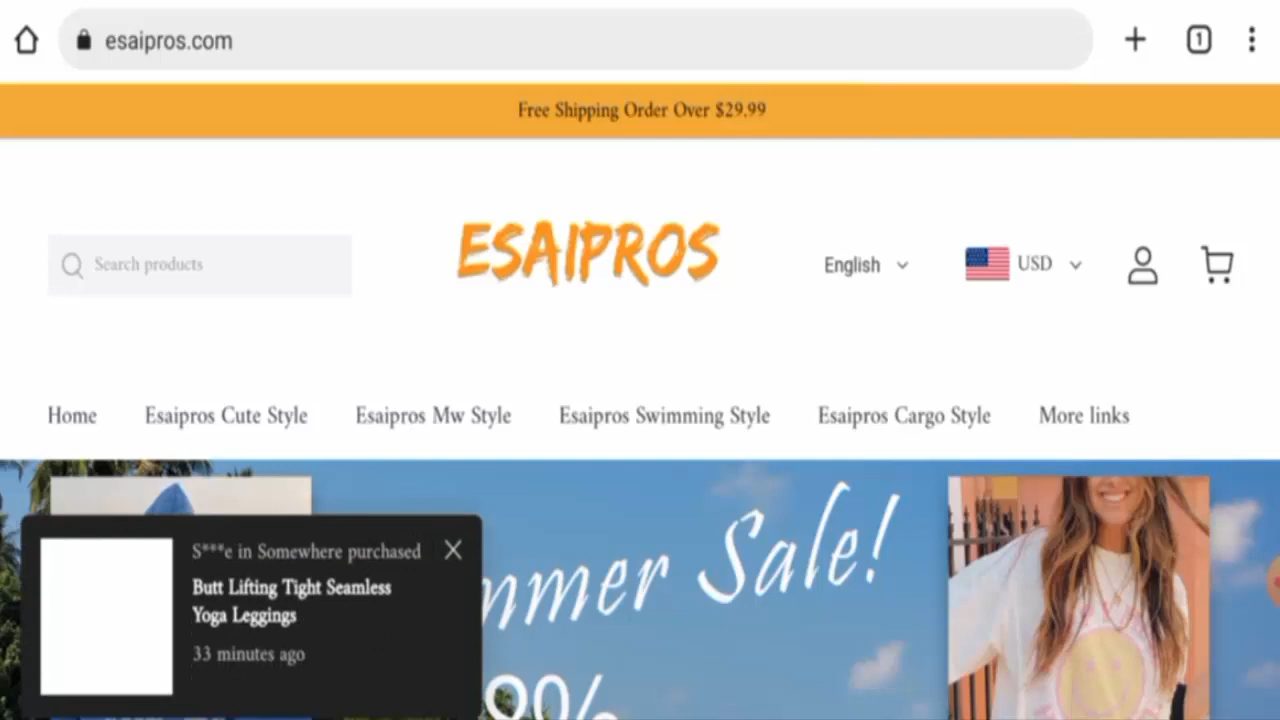 esaipros.com
1
Free Shipping Order Over $29.99
Search products
ESAIPROS
English
USD
Home
Esaipros Cute Style
Esaipros Mw Style
Esaipros Swimming Style
Esaipros Cargo Style
More links
Sale!
S***e in Somewhere purchased
Butt Lifting Tight Seamless
Yoga Leggings
33 minutes ago